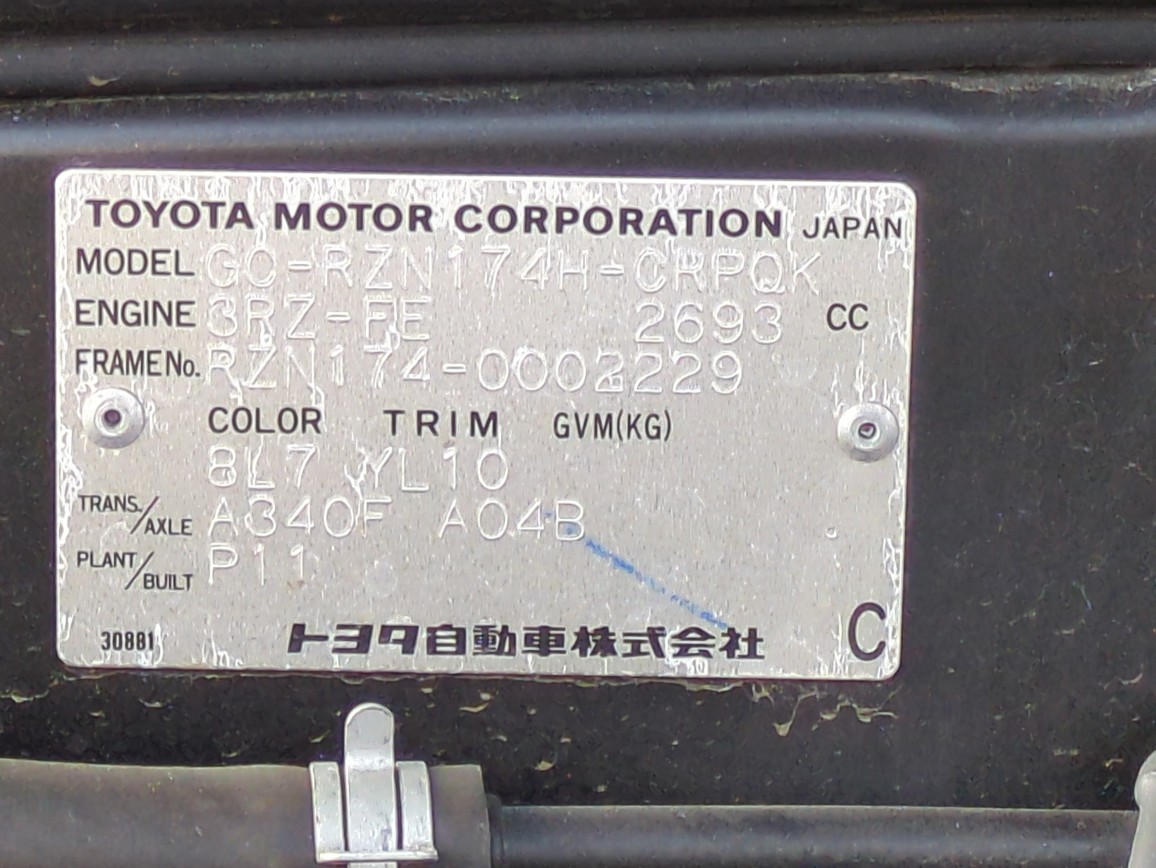 TOYOTA MOTOR CORPORATION JAPAN
MODEL GC-RZN174H-CRPQK
ENGINE 3RZ-FE 2693 CC
FRAME No. RZN174-0002229
COLOR TRIM GVM(KG)
8L7 YL10
TRANS./AXLE A340F A04B
PLANT/BUILT P11
30881 トヨタ自動車株式会社 C